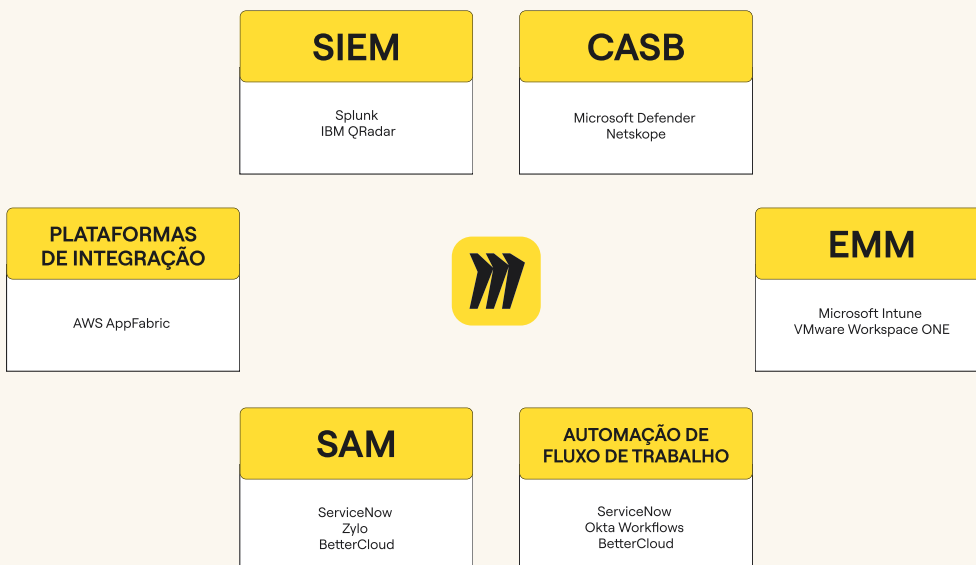 SIEM
Splunk
IBM QRadar
CASB
Microsoft Defender
Netskope
PLATAFORMAS
DE INTEGRAÇÃO
AWS AppFabric
EMM
Microsoft Intune
VMware Workspace ONE
SAM
ServiceNow
Zylo
BetterCloud
AUTOMAÇÃO DE
FLUXO DE TRABALHO
ServiceNow
Okta Workflows
BetterCloud